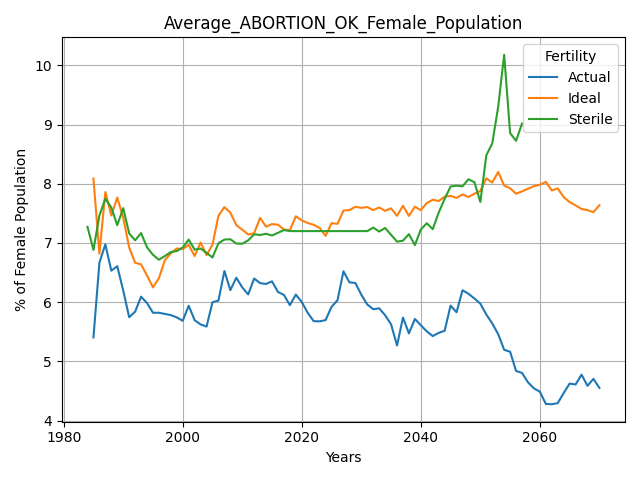 Average_ABORTION_OK_Female_Population
% of Female Population
10
9
8
7
6
5
4
Fertility
Actual
Ideal
Sterile
1980
2000
2020
2040
2060
Years